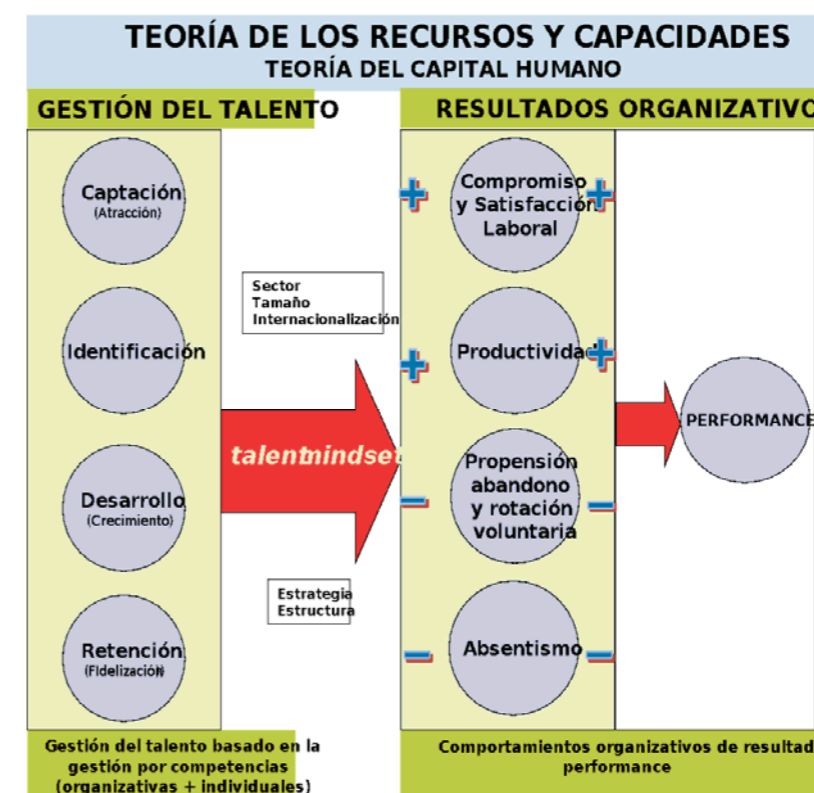 TEORÍA DE LOS RECURSOS Y CAPACIDADES
TEORÍA DEL CAPITAL HUMANO
GESTIÓN DEL TALENTO
RESULTADOS ORGANIZATIVO
Captación
(Atracción)
Identificación
Desarrollo
(Crecimiento)
Retención
(FIdelización)
Sector
Tamaño
Internacionalización
talentmindset
Estrategia
Estructura
+
+
Compromiso
y Satisfacción
Laboral
+
+
Productividad
–
–
Propensión
abandono
y rotación
voluntaria
–
–
Absentismo
PERFORMANCE
Gestión del talento basado en la
gestión por competencias
(organizativas + individuales)
Comportamientos organizativos de resultad
performance